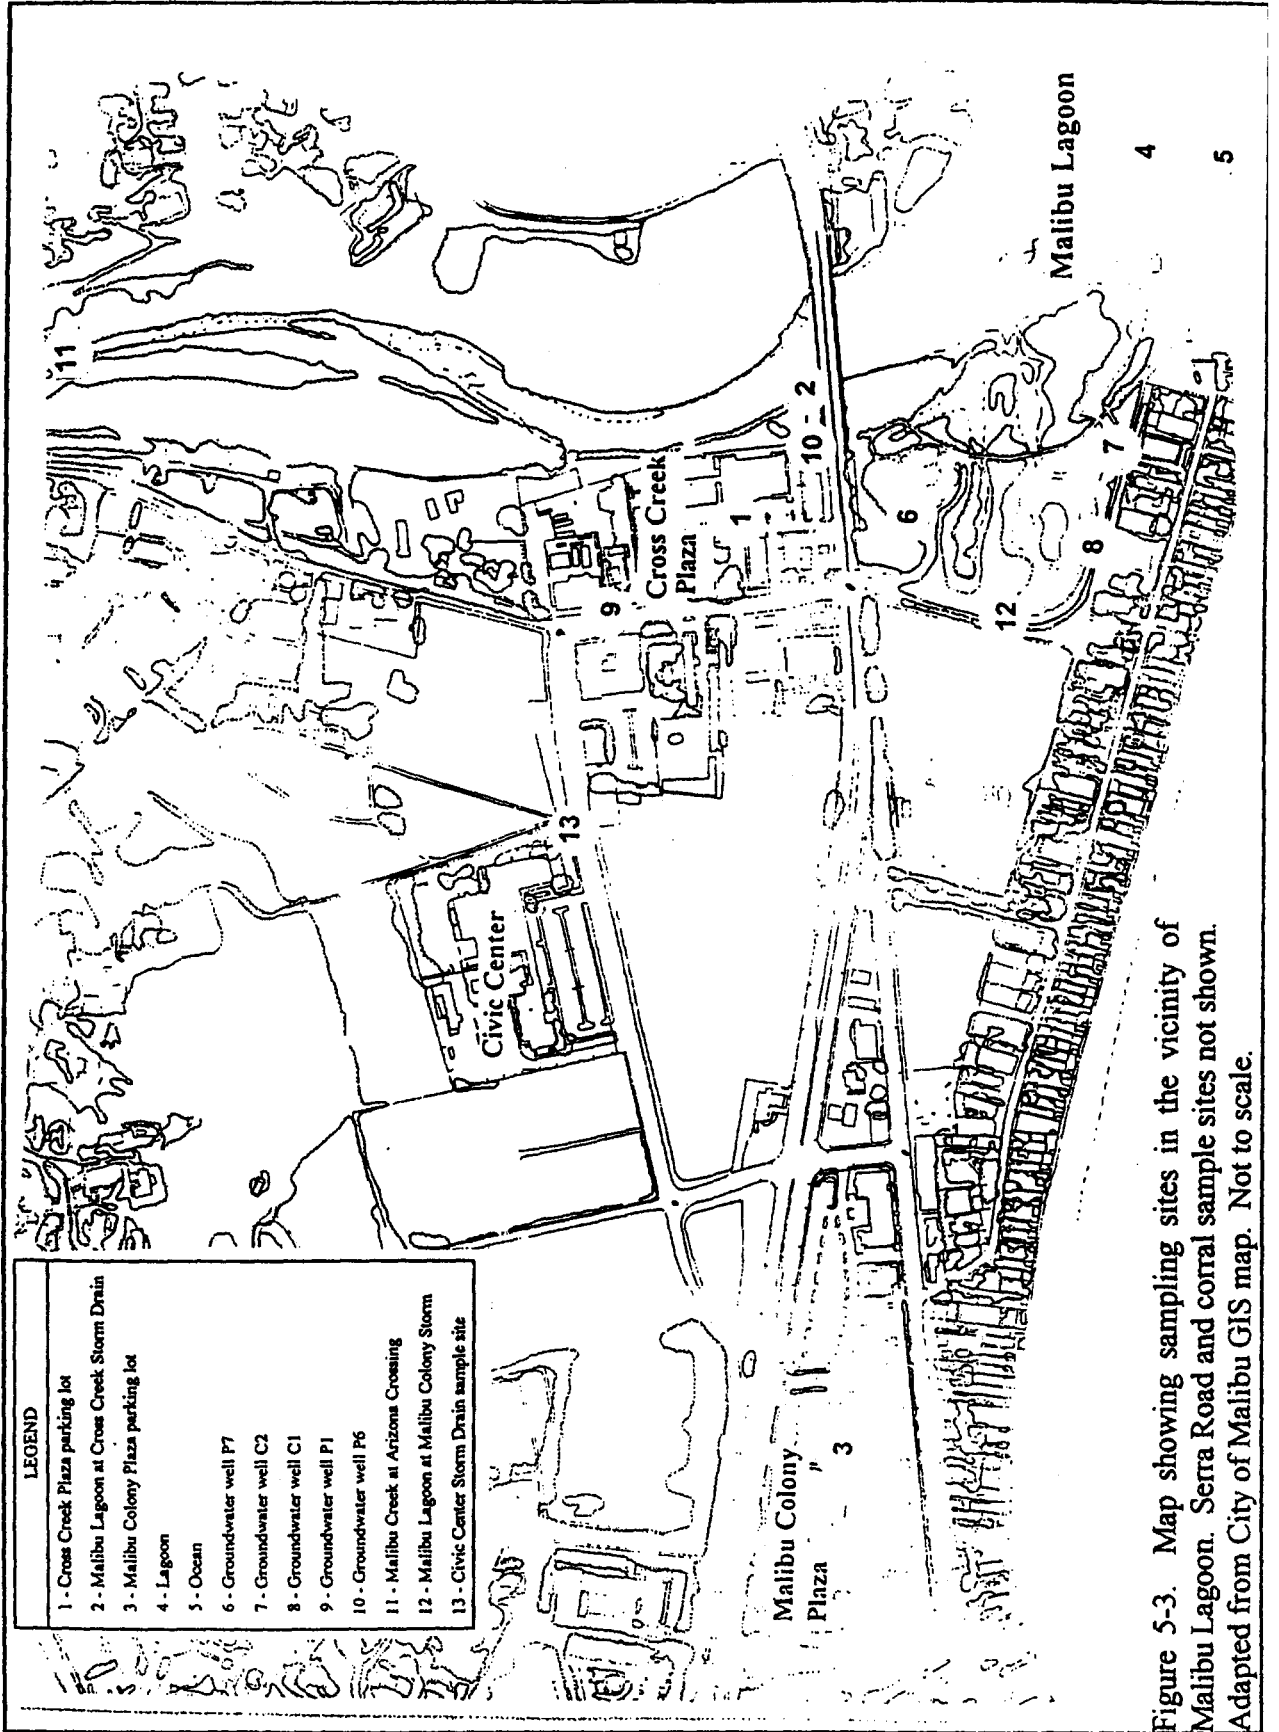 LEGEND
1 - Cross Creek Plaza parking lot
2 - Malibu Lagoon at Cross Creek Storm Drain
3 - Malibu Colony Plaza parking lot
4 - Lagoon
5 - Ocean
6 - Groundwater well P7
7 - Groundwater well C2
8 - Groundwater well C1
9 - Groundwater well P1
10 - Groundwater well P6
11 - Malibu Creek at Arizona Crossing
12 - Malibu Lagoon at Malibu Colony Storm
13 - Civic Center Storm Drain sample site
11
13
Civic Center
9
Cross Creek
Plaza
1
10 - 2
6
12
8
7
Malibu Lagoon
4
5
Malibu Colony
Plaza
3
Figure 5-3. Map showing sampling sites in the vicinity of
Malibu Lagoon. Serra Road and corral sample sites not shown.
Adapted from City of Malibu GIS map. Not to scale.